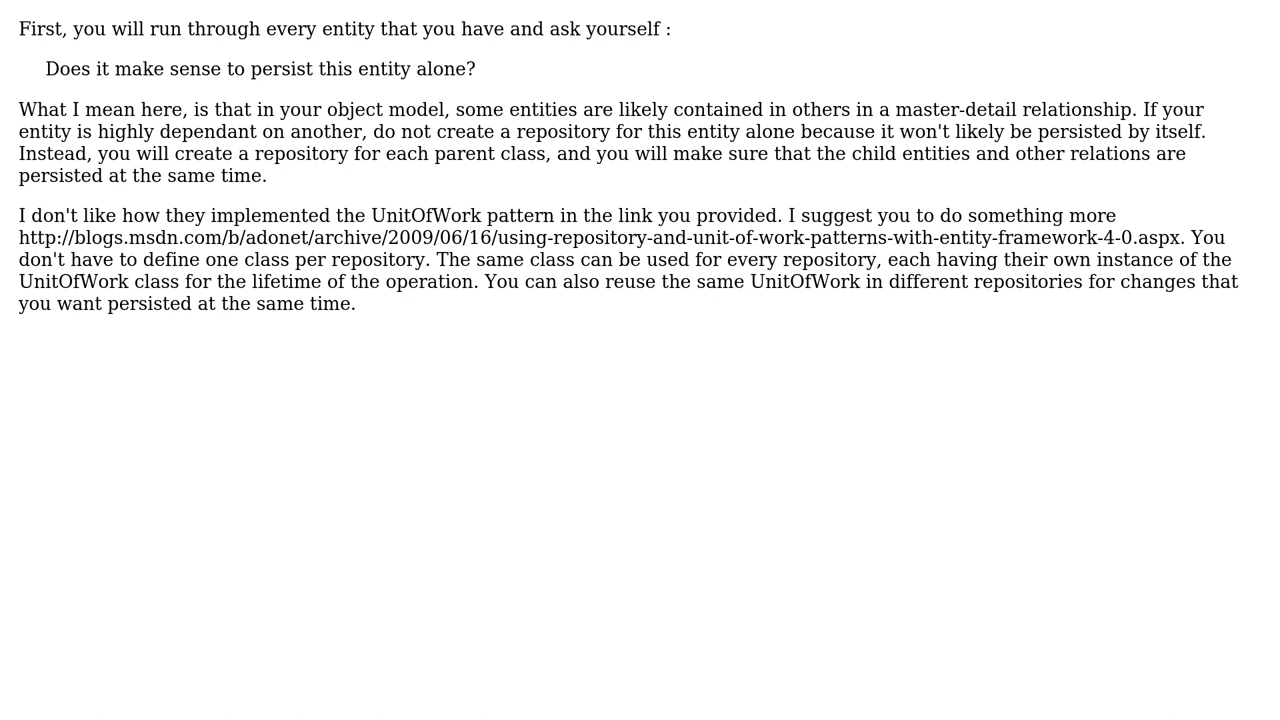 First, you will run through every entity that you have and ask yourself :
Does it make sense to persist this entity alone?
What I mean here, is that in your object model, some entities are likely contained in others in a master-detail relationship. If your
entity is highly dependant on another, do not create a repository for this entity alone because it won't likely be persisted by itself.
Instead, you will create a repository for each parent class, and you will make sure that the child entities and other relations are
persisted at the same time.
I don't like how they implemented the UnitOfWork pattern in the link you provided. I suggest you to do something more
http://blogs.msdn.com/b/adonet/archive/2009/06/16/using-repository-and-unit-of-work-patterns-with-entity-framework-4-0.aspx. You
don't have to define one class per repository. The same class can be used for every repository, each having their own instance of the
UnitOfWork class for the lifetime of the operation. You can also reuse the same UnitOfWork in different repositories for changes that
you want persisted at the same time.